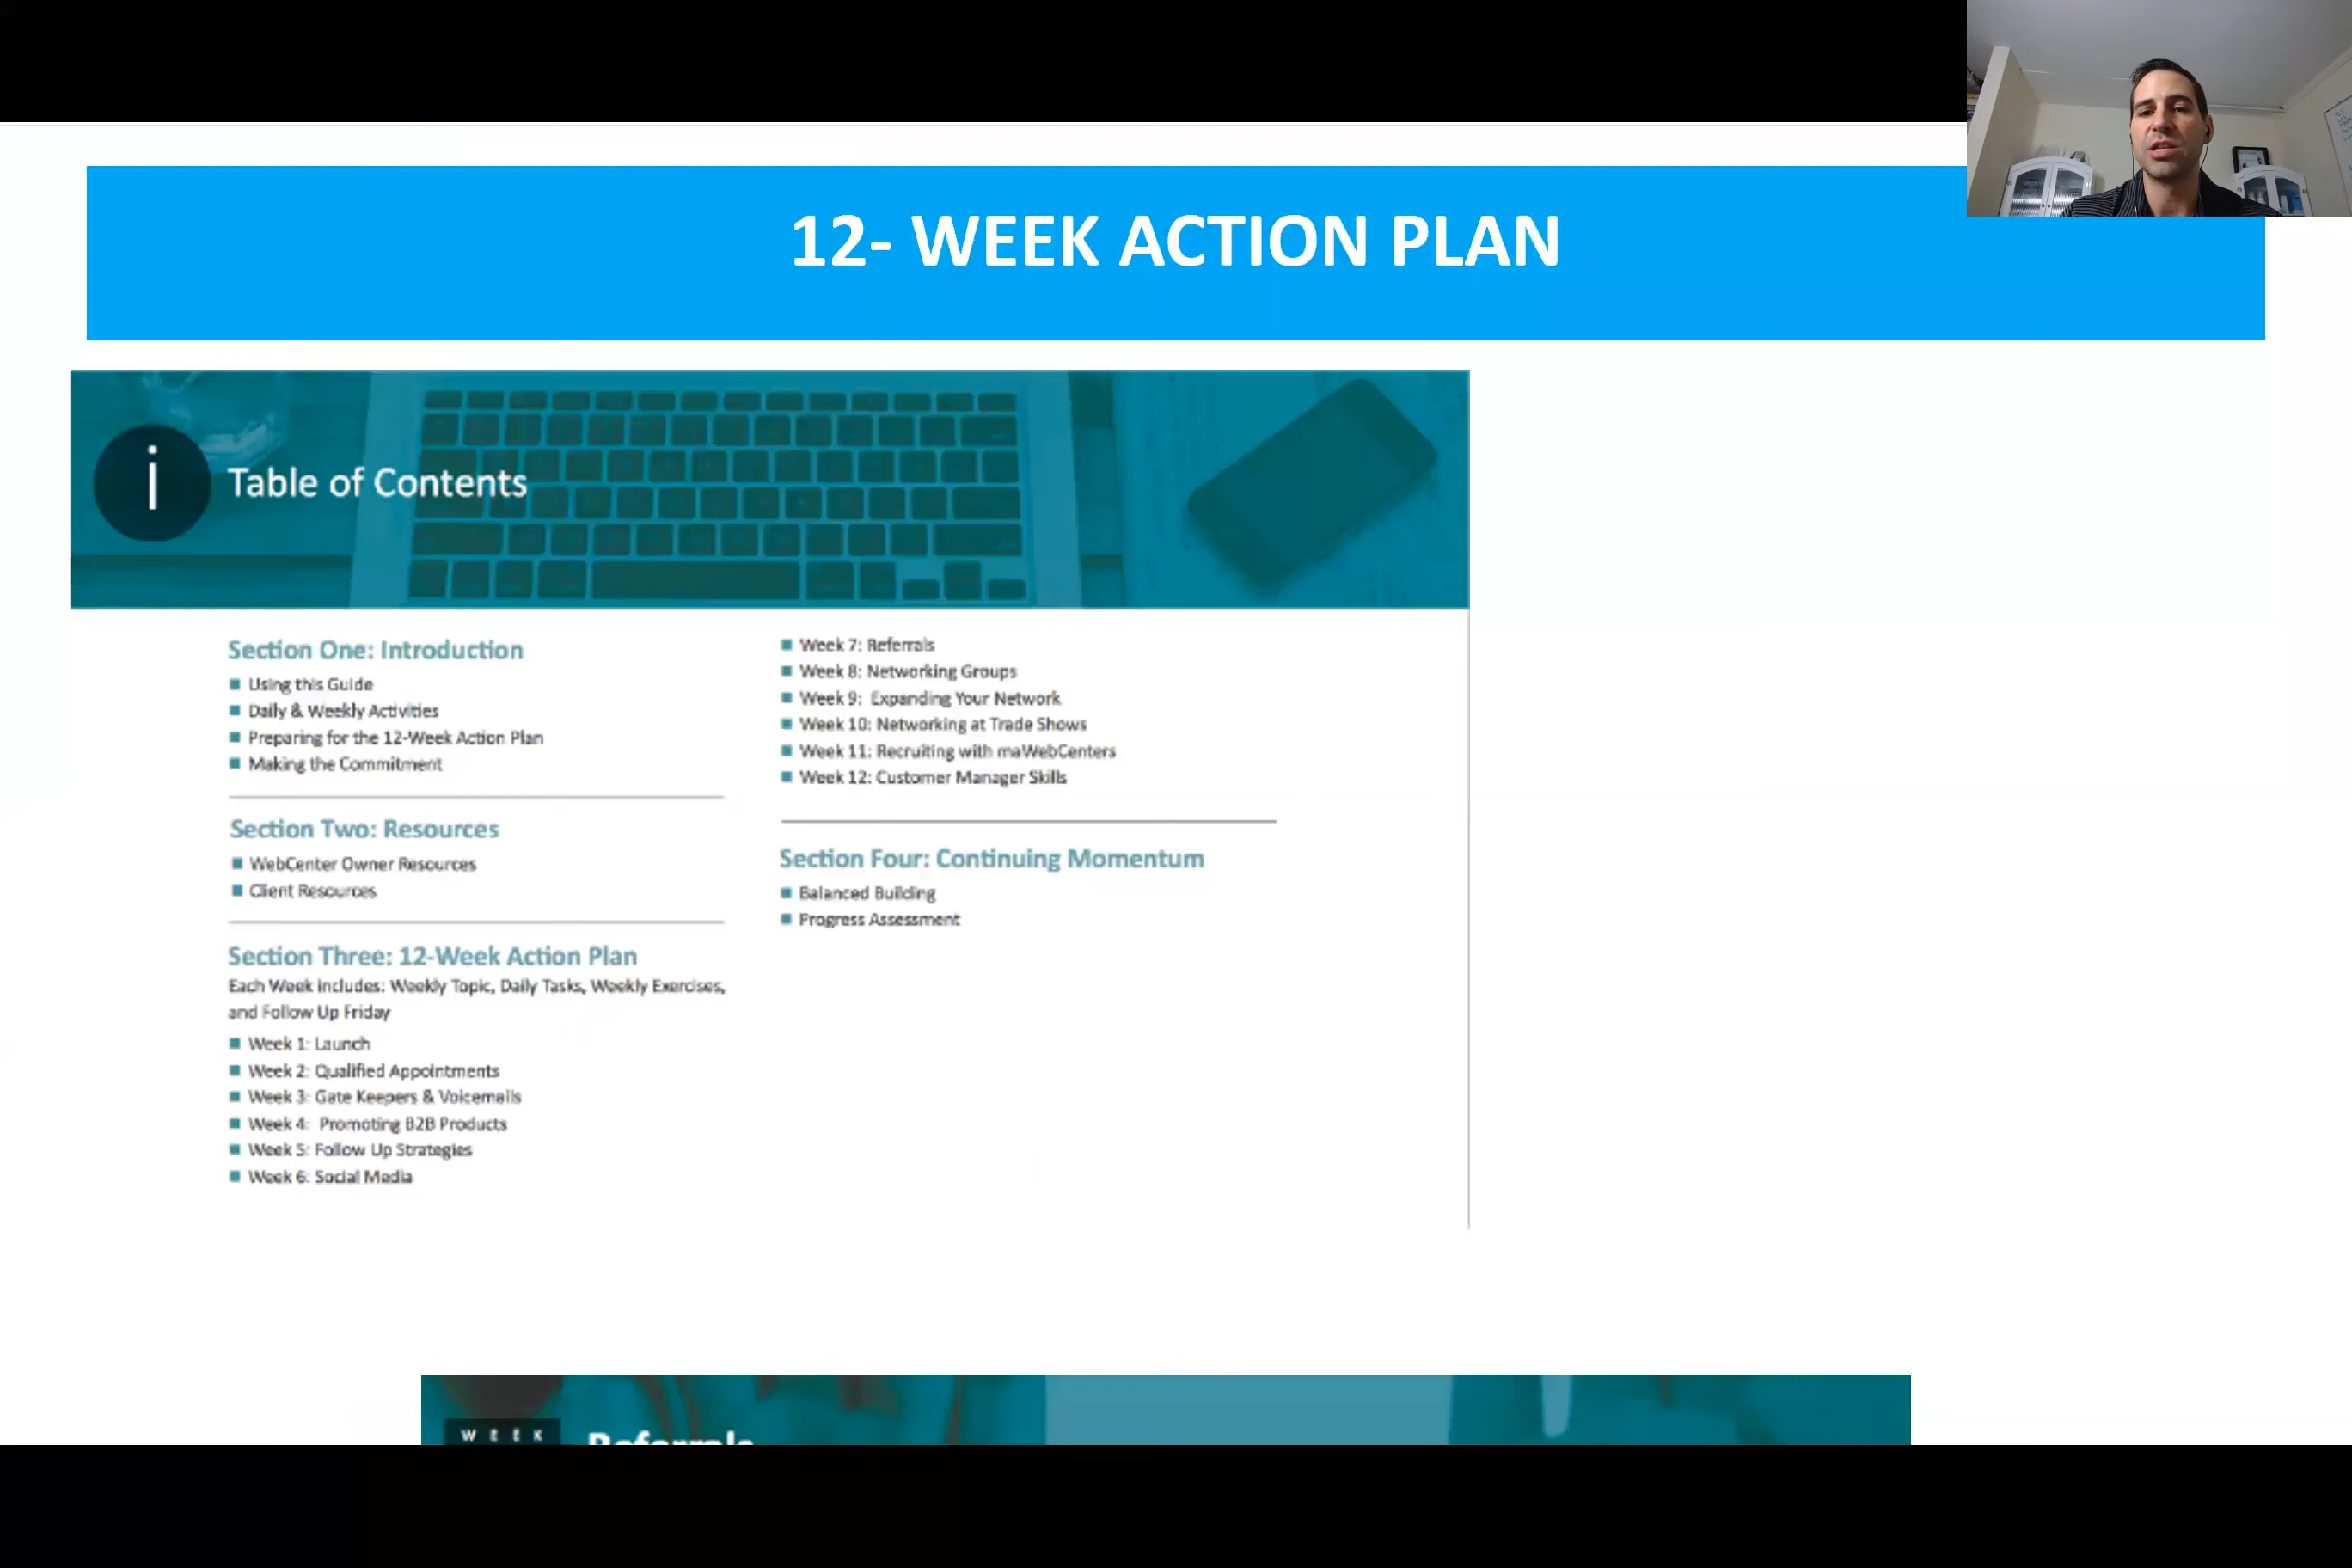 12- WEEK ACTION PLAN
i
Table of Contents
Section One: Introduction
Using this Guide
Daily & Weekly Activities
Preparing for the 12-Week Action Plan
Making the Commitment
Section Two: Resources
WebCenter Owner Resources
Client Resources
Section Three: 12-Week Action Plan
Each Week includes: Weekly Topic, Daily Tasks, Weekly Exercises,
and Follow Up Friday
Week 1: Launch
Week 2: Qualified Appointments
Week 3: Gate Keepers & Voicemails
Week 4: Promoting B2B Products
Week 5: Follow Up Strategies
Week 6: Social Media
Week 7: Referrals
Week 8: Networking Groups
Week 9: Expanding Your Network
Week 10: Networking at Trade Shows
Week 11: Recruiting with maWebCenters
Week 12: Customer Manager Skills
Section Four: Continuing Momentum
Balanced Building
Progress Assessment
WEEK
Referrals